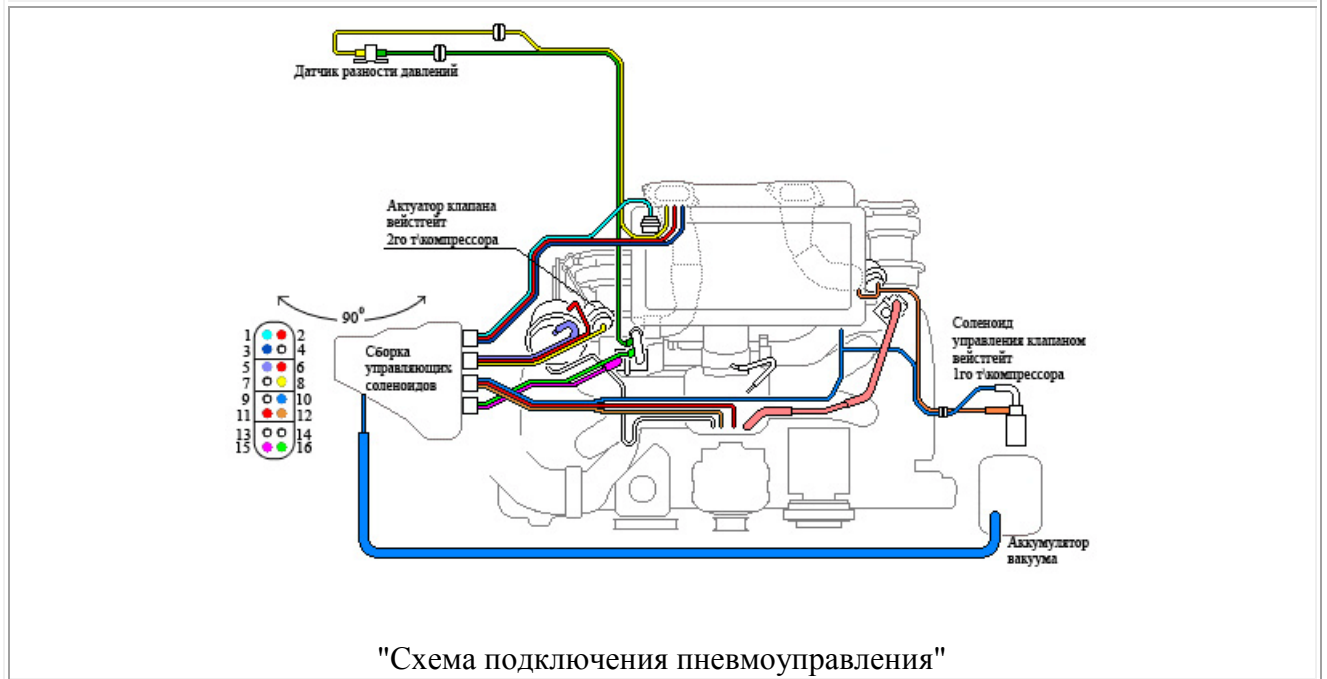 Датчик разности давлений
Актуатор клапана
вейстгейт
2го т\компрессора
90°
1 2
3 4
5 6
7 8
9 10
11 12
13 14
15 16
Сборка
управляющих
соленоидов
Соленоид
управления клапаном
вейстгейт
1го т\компрессора
Аккумулятор
вакуума
"Схема подключения пневмоуправления"